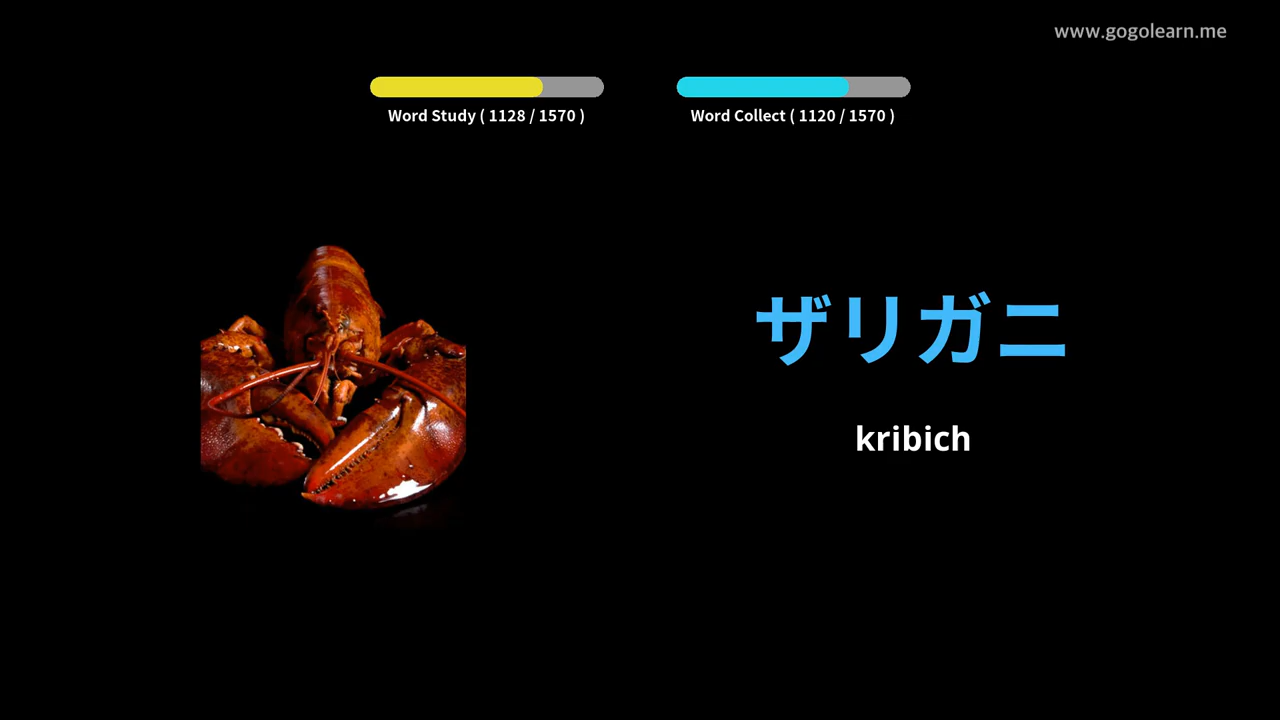 www.gogolearn.me
Word Study ( 1128 / 1570 )
Word Collect ( 1120 / 1570 )
ザリガニ
kribich